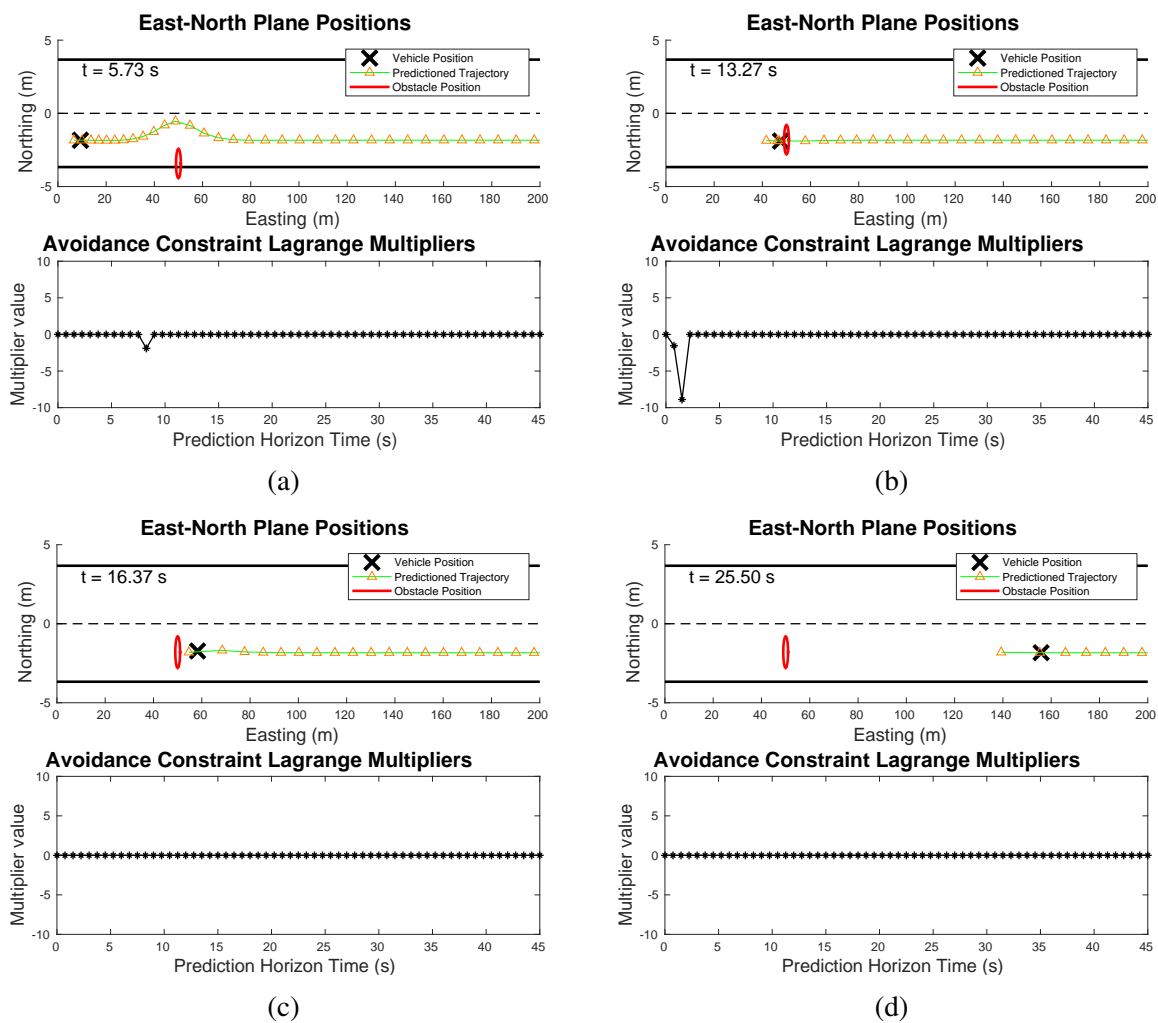 East-North Plane Positions
5
0
-5
Northing (m)
t = 5.73 s
Vehicle Position
Predictioned Trajectory
Obstacle Position
0 20 40 60 80 100 120 140 160 180 200
Easting (m)
Avoidance Constraint Lagrange Multipliers
10
5
0
-5
-10
Multiplier value
0 5 10 15 20 25 30 35 40 45
Prediction Horizon Time (s)
(a)
East-North Plane Positions
5
0
-5
Northing (m)
t = 13.27 s
Vehicle Position
Predictioned Trajectory
Obstacle Position
0 20 40 60 80 100 120 140 160 180 200
Easting (m)
Avoidance Constraint Lagrange Multipliers
10
5
0
-5
-10
Multiplier value
0 5 10 15 20 25 30 35 40 45
Prediction Horizon Time (s)
(b)
East-North Plane Positions
5
0
-5
Northing (m)
t = 16.37 s
Vehicle Position
Predictioned Trajectory
Obstacle Position
0 20 40 60 80 100 120 140 160 180 200
Easting (m)
Avoidance Constraint Lagrange Multipliers
10
5
0
-5
-10
Multiplier value
0 5 10 15 20 25 30 35 40 45
Prediction Horizon Time (s)
(c)
East-North Plane Positions
5
0
-5
Northing (m)
t = 25.50 s
Vehicle Position
Predictioned Trajectory
Obstacle Position
0 20 40 60 80 100 120 140 160 180 200
Easting (m)
Avoidance Constraint Lagrange Multipliers
10
5
0
-5
-10
Multiplier value
0 5 10 15 20 25 30 35 40 45
Prediction Horizon Time (s)
(d)